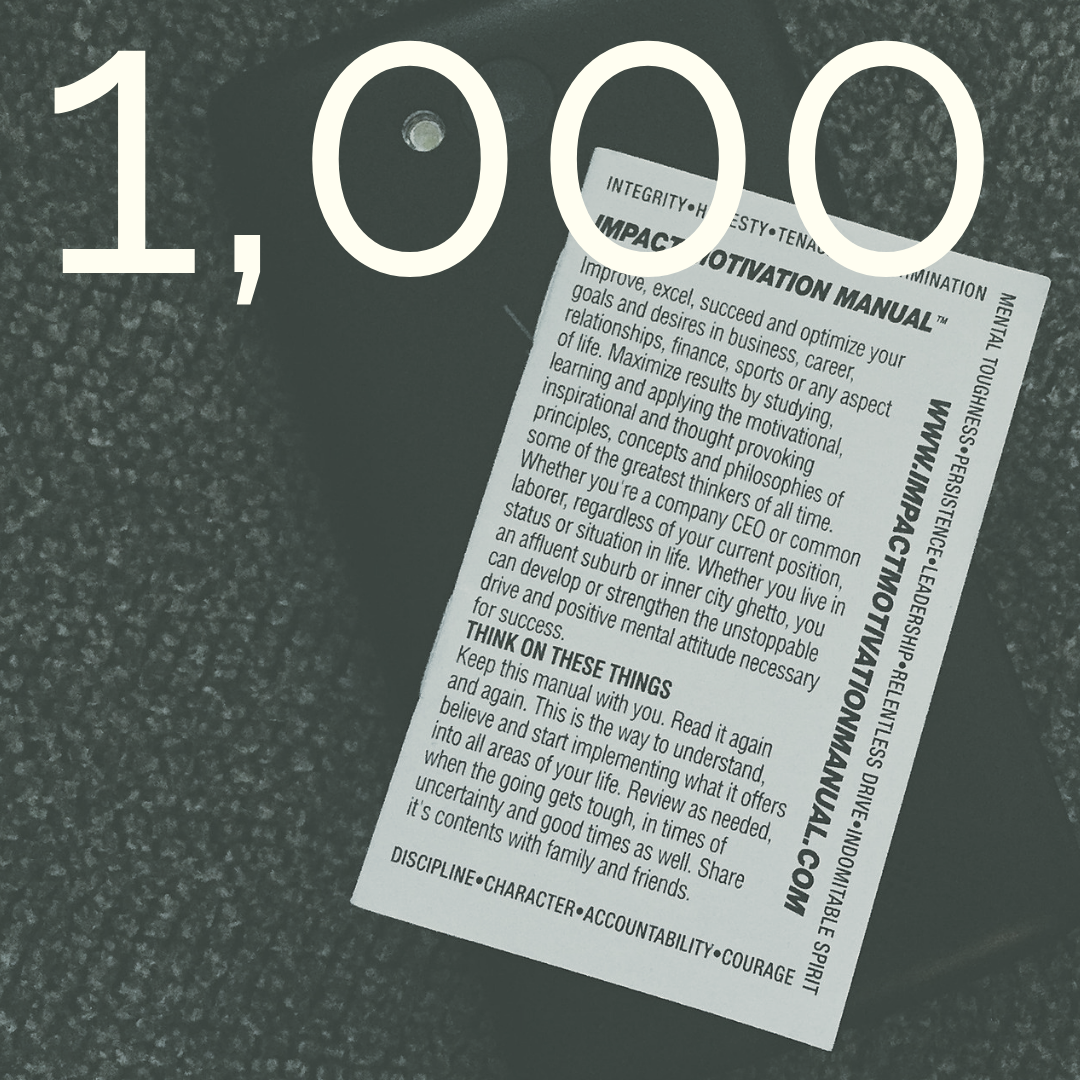 1,000
INTEGRITY•HONESTY•
IMPACT MOTIVATION MANUAL™
Improve, excel, succeed and optimize your
goals and desires in business, career,
relationships, finance, sports or any aspect
of life. Maximize results by studying,
learning and applying the motivational,
inspirational and thought provoking
principles, concepts and philosophies of
some of the greatest thinkers of all time.
Whether you're a company CEO or common
laborer, regardless of your current position,
status or situation in life. Whether you live in
an affluent suburb or inner city ghetto, you
can develop or strengthen the unstoppable
drive and positive mental attitude necessary
for success.
THINK ON THESE THINGS
Keep this manual with you. Read it again
and again. This is the way to understand,
believe and start implementing what it offers
into all areas of your life. Review as needed,
when the going gets tough, in times of
uncertainty and good times as well. Share
it's contents with family and friends.
DISCIPLINE•CHARACTER•ACCOUNTABILITY•COURAGE
WWW.IMPACTMOTIVATIONMANUAL.COM
MENTAL TOUGHNESS•PERSISTENCE•LEADERSHIP•RELENTLESS DRIVE•INDOMITABLE SPIRIT